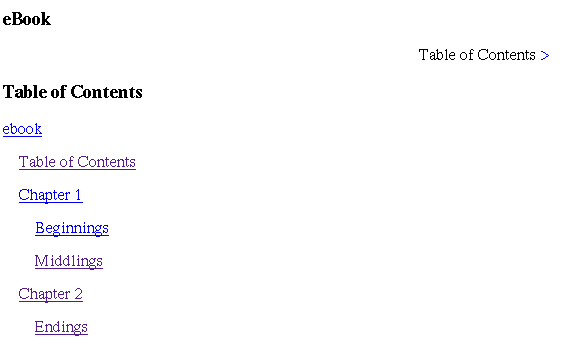 eBook
Table of Contents >
Table of Contents
ebook
Table of Contents
Chapter 1
Beginnings
Middlings
Chapter 2
Endings